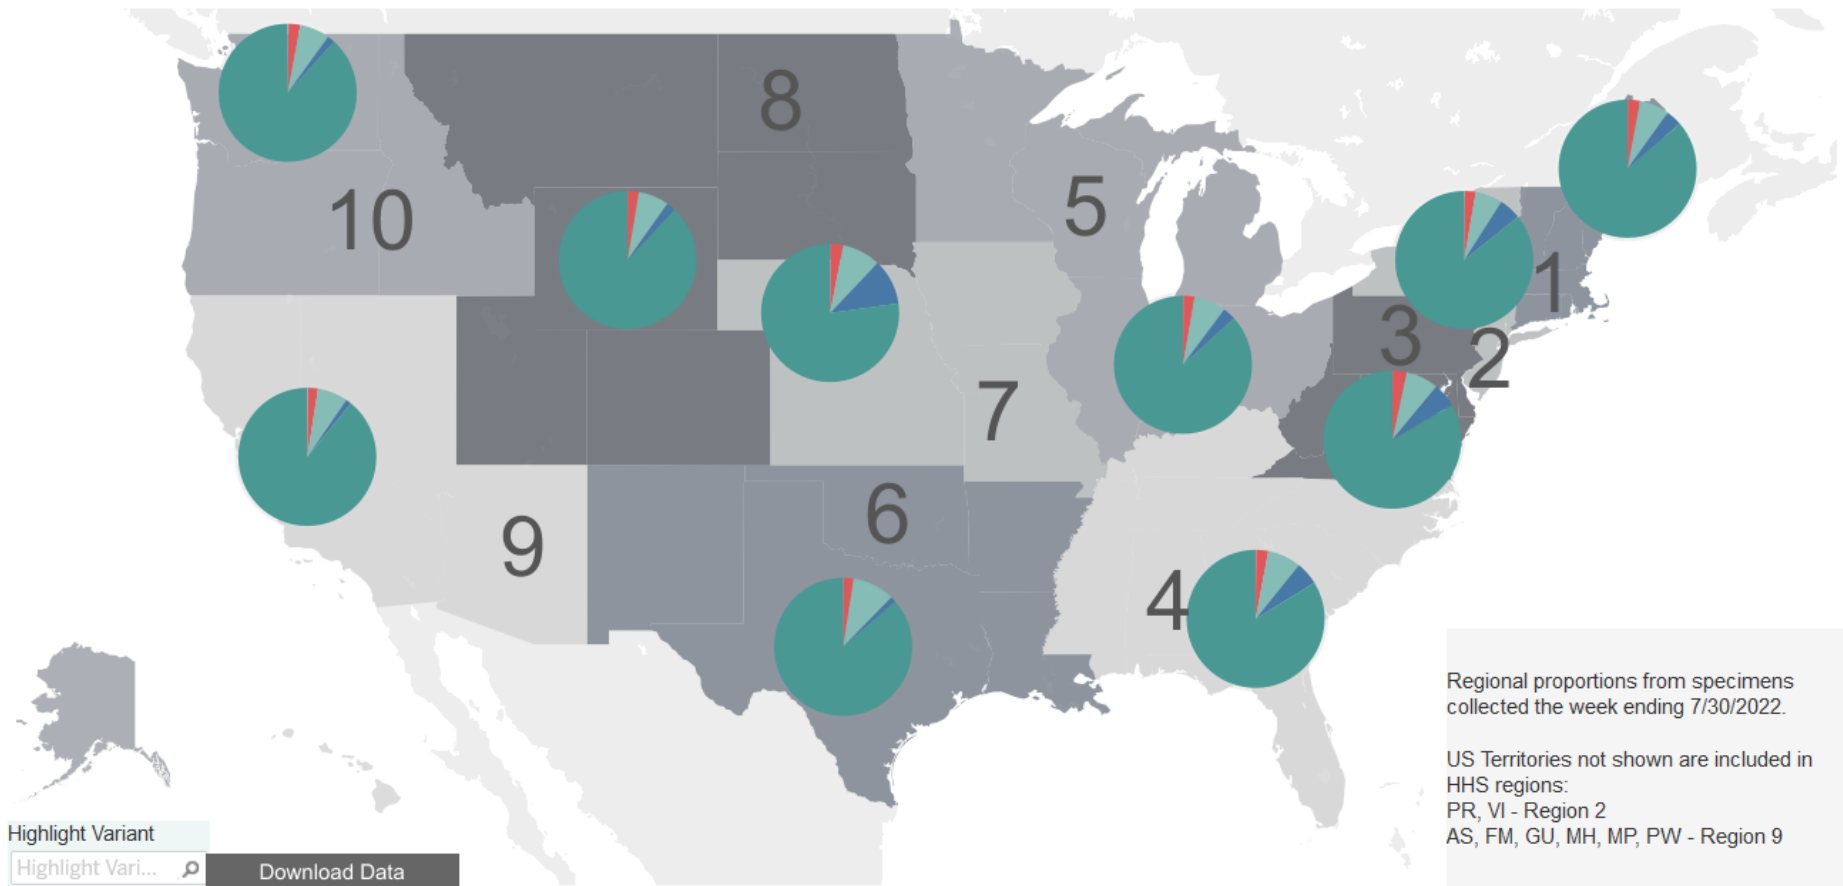 8
10
5
1
3
2
7
6
9
4
Regional proportions from specimens
collected the week ending 7/30/2022.
US Territories not shown are included in
HHS regions:
PR, VI - Region 2
AS, FM, GU, MH, MP, PW - Region 9
Highlight Variant
Highlight Vari...
Download Data